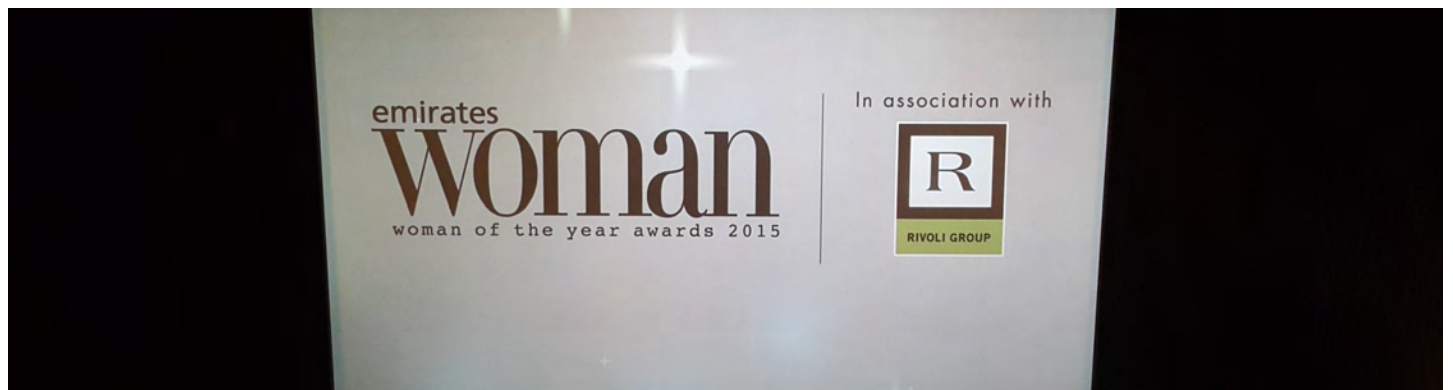 emirates
woman
woman of the year awards 2015
In association with
R
RIVOLI GROUP